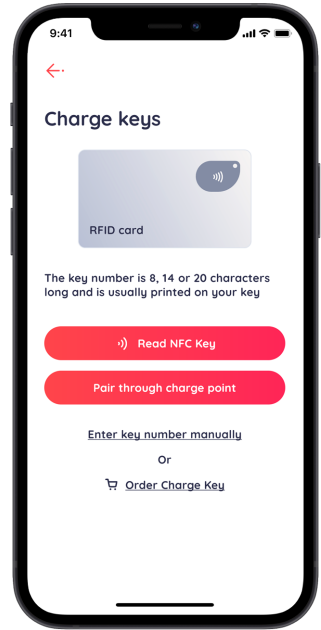 9:41
Charge keys
RFID card
The key number is 8, 14 or 20 characters
long and is usually printed on your key
Read NFC Key
Pair through charge point
Enter key number manually
Or
Order Charge Key